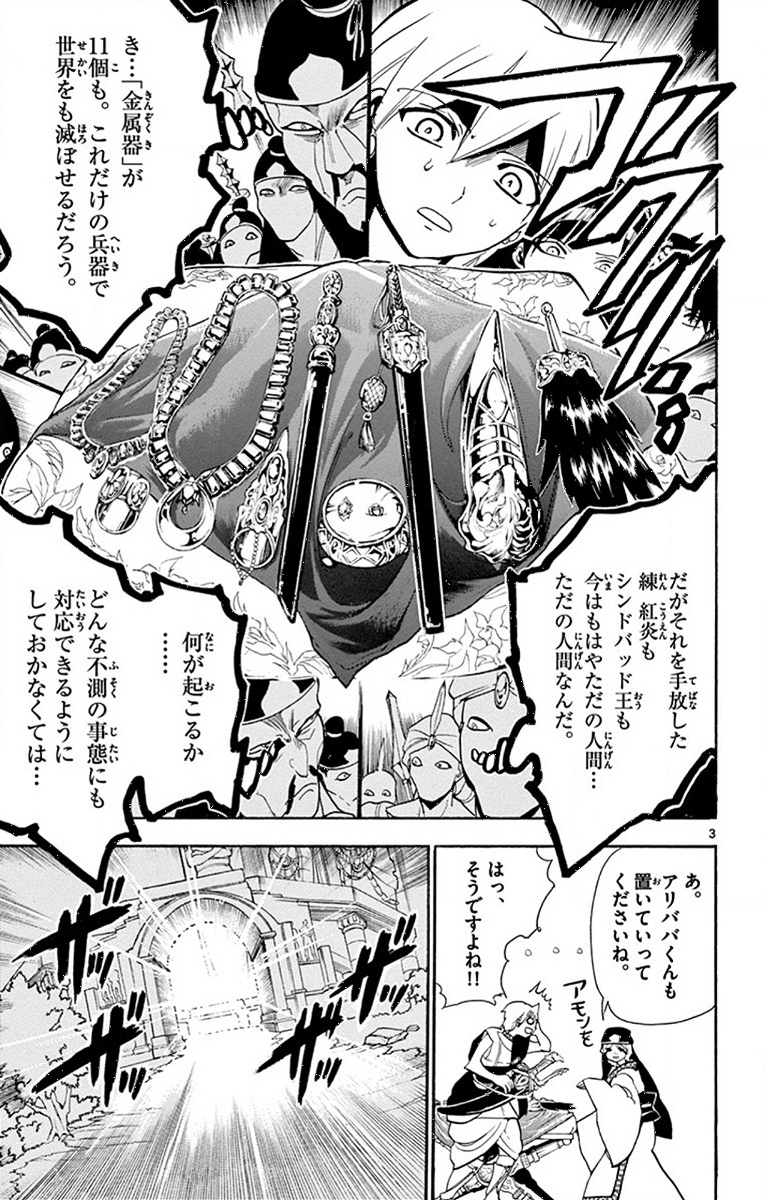 ゴクッ。
き…「金属器」が
11個も。これだけの兵器で
世界をも滅ぼせるだろう。
だがそれを手放した
練 紅炎も
シンドバッド王も
今はもはやただの人間…
ただの人間なんだ。
何が起こるか
……
どんな不測の事態にも
対応できるように
しておかなくては…
3
あ。
アリババくんも
置いていって
くださいね。
アモンを
はっ、
そうですよね!!
ザッ
ザッ
ザッ
ザッ